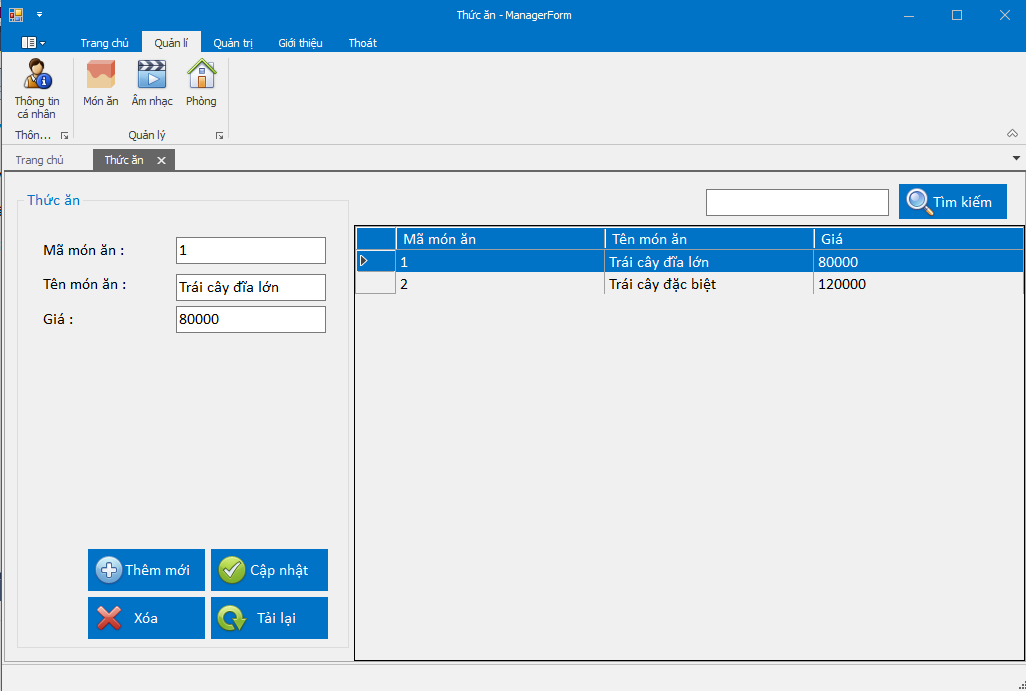 Thức ăn - ManagerForm
Trang chủ Quản lí Quản trị Giới thiệu Thoát
Thông tin cá nhân
Món ăn Âm nhạc Phòng
Thôn... Quản lý
Trang chủ Thức ăn
Thức ăn
Tìm kiếm
Mã món ăn : 1
Tên món ăn : Trái cây đĩa lớn
Giá : 80000
Mã món ăn Tên món ăn Giá
1 Trái cây đĩa lớn 80000
2 Trái cây đặc biệt 120000
Thêm mới Cập nhật
Xóa Tải lại